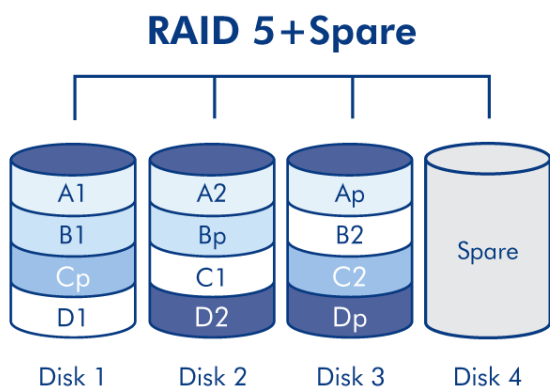 RAID 5+Spare
A1 A2 Ap
B1 Bp B2 Spare
Cp C1 C2
D1 D2 Dp
Disk 1 Disk 2 Disk 3 Disk 4